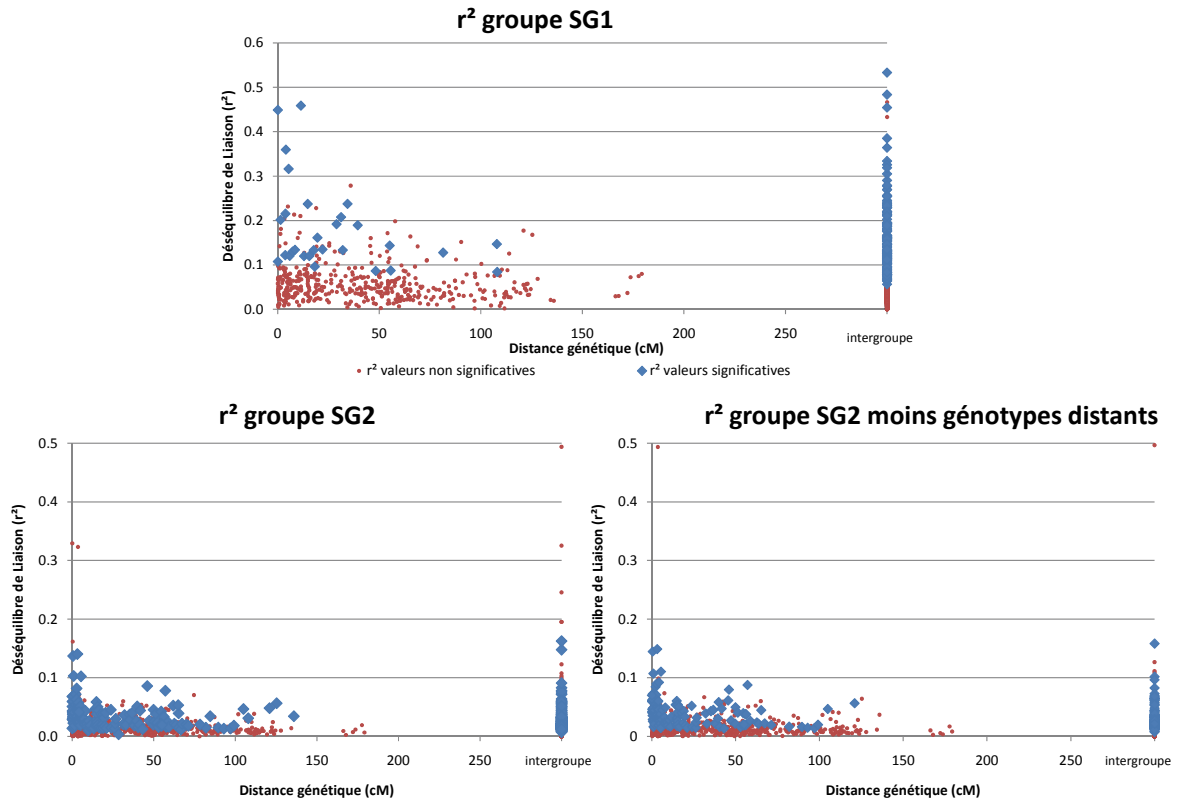 r² groupe SG1
Déséquilibre de Liaison (r²)
0.6
0.5
0.4
0.3
0.2
0.1
0.0
0 50 100 150 200 250 intergroupe
Distance génétique (cM)
r² valeurs non significatives r² valeurs significatives
r² groupe SG2
Déséquilibre de Liaison (r²)
0.5
0.4
0.3
0.2
0.1
0.0
0 50 100 150 200 250 intergroupe
Distance génétique (cM)
r² groupe SG2 moins génotypes distants
Déséquilibre de Liaison (r²)
0.5
0.4
0.3
0.2
0.1
0.0
0 50 100 150 200 250 intergroupe
Distance génétique (cM)